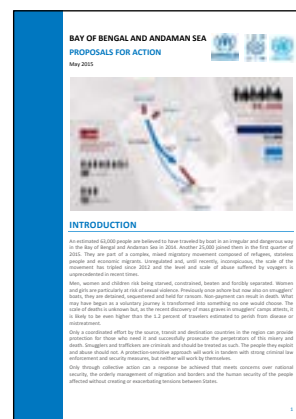 BAY OF BENGAL AND ANDAMAN SEA
PROPOSALS FOR ACTION
May 2015
INTRODUCTION
An estimated 63,000 people are believed to have traveled by boat in an irregular and dangerous way
in the Bay of Bengal and Andaman Sea in 2014. Another 25,000 joined them in the first quarter of
2015. They are part of a complex, mixed migratory movement composed of refugees, stateless
people and economic migrants. Unregulated and, until recently, inconspicuous, the scale of the
movement has tripled since 2012 and the level and scale of abuse suffered by voyagers is
unprecedented in recent times.
Men, women and children risk being starved, constrained, beaten and forcibly separated. Women
and girls are particularly at risk of sexual violence. Previously once ashore but now also on smugglers'
boats, they are detained, sequestered and held for ransom. Non-payment can result in death. What
may have begun as a voluntary journey is transformed into something no one would choose. The
scale of deaths is unknown but, as the recent discovery of mass graves in smugglers' camps attests, it
is likely to be even higher than the 1.2 percent of travelers estimated to perish from disease or
mistreatment.
Only a coordinated effort by the source, transit and destination countries in the region can provide
protection for those who need it and successfully prosecute the perpetrators of this misery and
death. Smugglers and traffickers are criminals and should be treated as such. The people they exploit
and abuse should not. A protection-sensitive approach will work in tandem with strong criminal law
enforcement and security measures, but neither will work by themselves.
Only through collective action can a response be achieved that meets concerns over national
security, the orderly management of migration and borders and the human security of the people
affected without creating or exacerbating tensions between States.
1